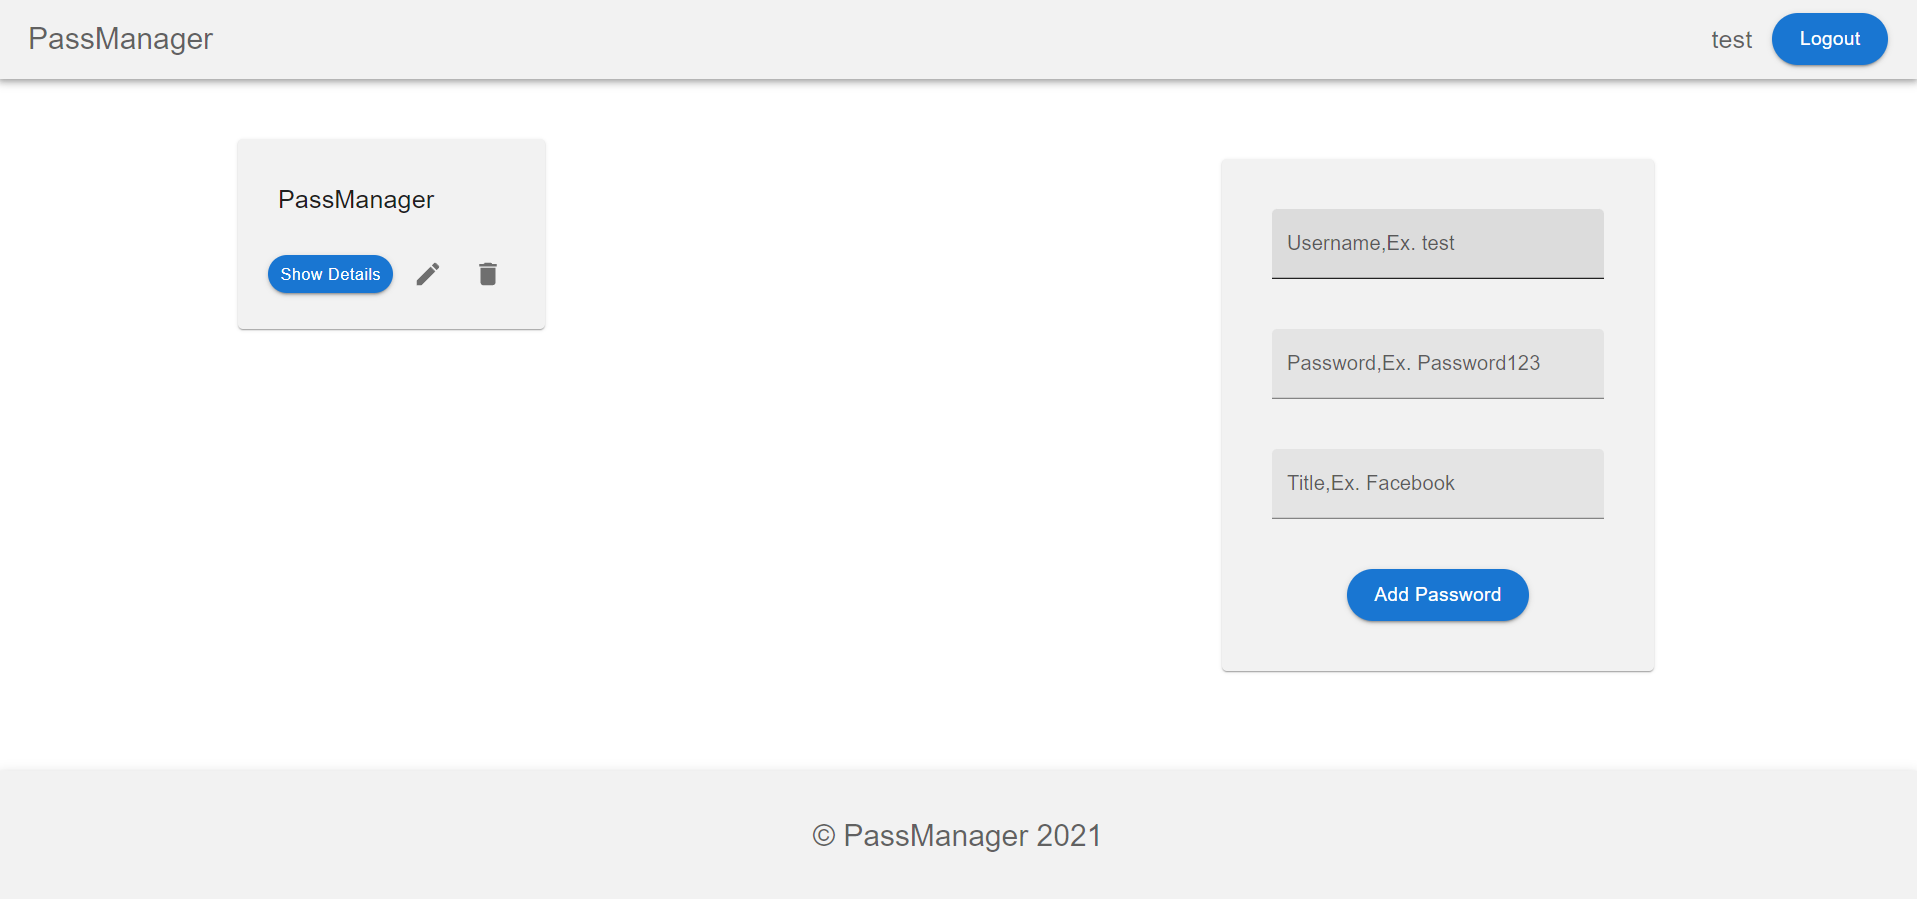 PassManager
test
Logout
PassManager
Show Details
Username,Ex. test
Password,Ex. Password123
Title,Ex. Facebook
Add Password
© PassManager 2021